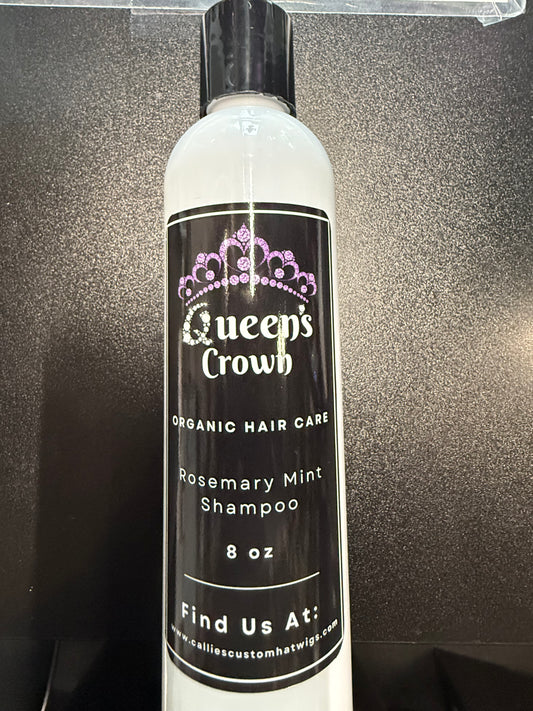 Queen's
Crown
ORGANIC HAIR CARE
Rosemary Mint
Shampoo
8 oz
Find Us At:
www.calliescustomhatwigs.com